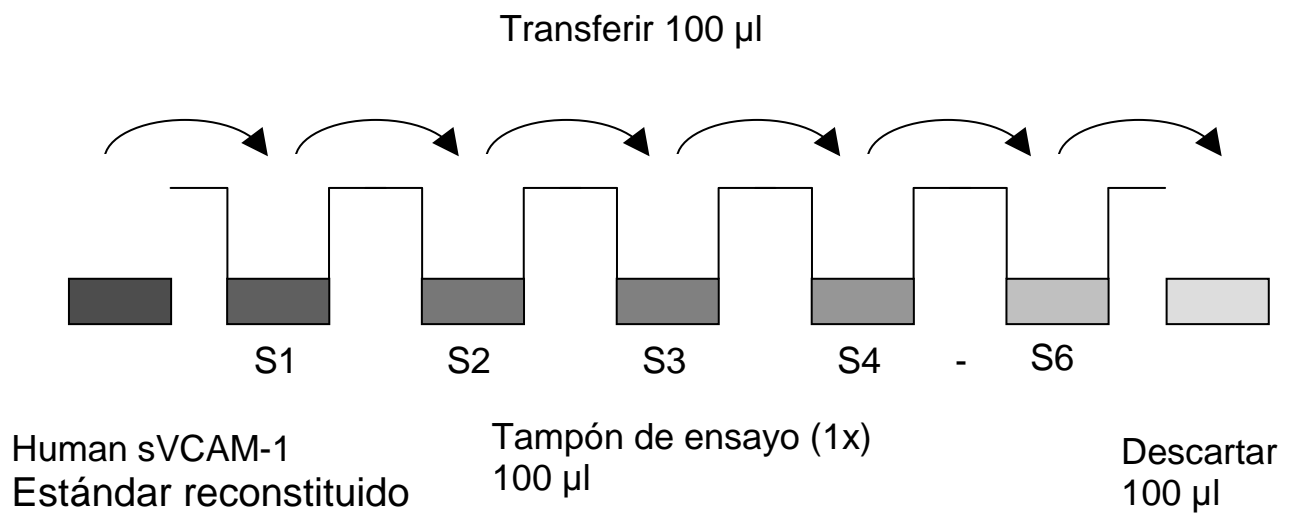 Transferir 100 µl
S1 S2 S3 S4 - S6
Human sVCAM-1
Estándar reconstituido
Tampón de ensayo (1x)
100 µl
Descartar
100 µl